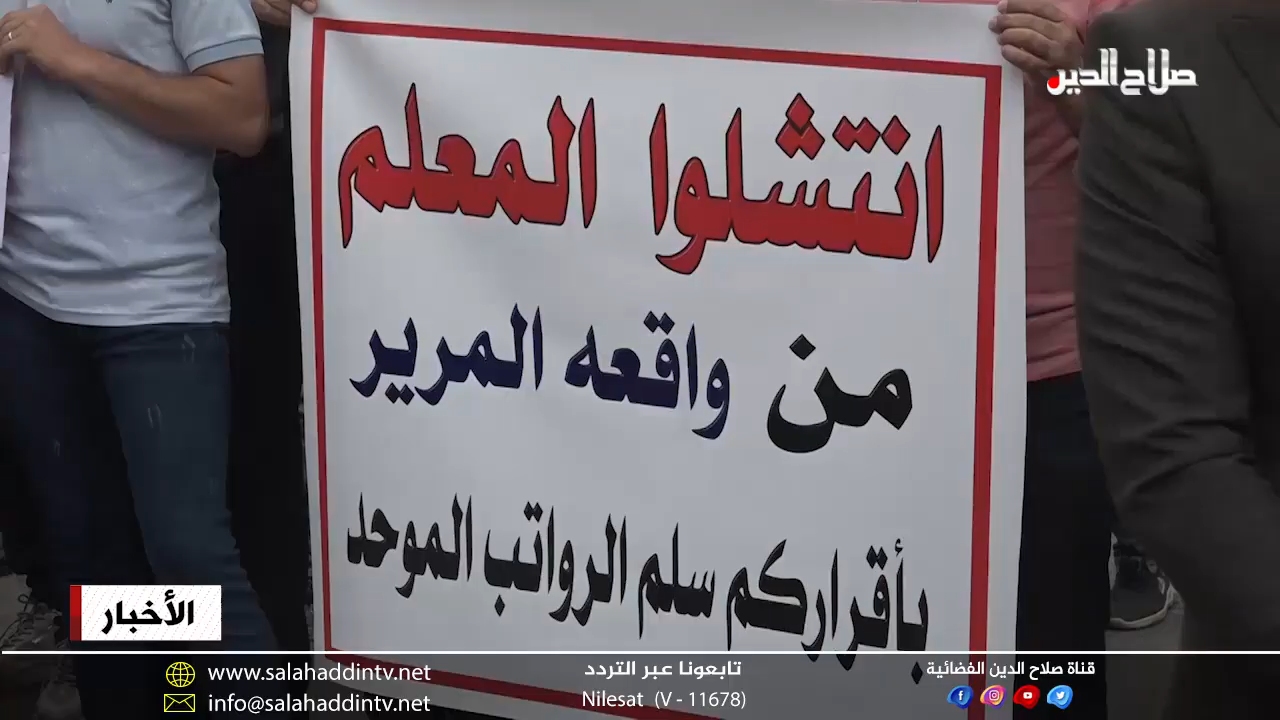 صلاح الدين
انتشلوا المعلم
من واقعه المرير
بأقراركم سلم الرواتب الموحد
الأخبار
قناة صلاح الدين الفضائية
تابعونا عبر التردد
Nilesat (V - 11678)
www.salahaddintv.net
info@salahaddintv.net